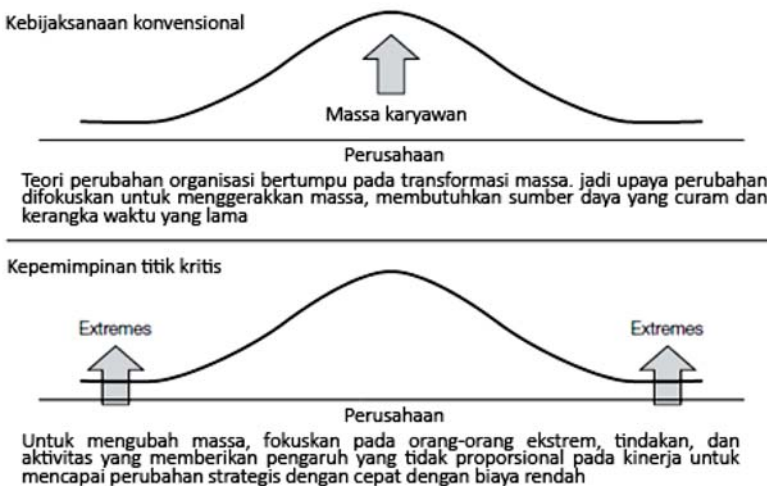 Kebijaksanaan konvensional
Massa karyawan
Perusahaan
Teori perubahan organisasi bertumpu pada transformasi massa. jadi upaya perubahan
difokuskan untuk menggerakkan massa, membutuhkan sumber daya yang curam dan
kerangka waktu yang lama
Kepemimpinan titik kritis
Extremes
Extremes
Perusahaan
Untuk mengubah massa, fokuskan pada orang-orang ekstrem, tindakan, dan
aktivitas yang memberikan pengaruh yang tidak proporsional pada kinerja untuk
mencapai perubahan strategis dengan cepat dengan biaya rendah